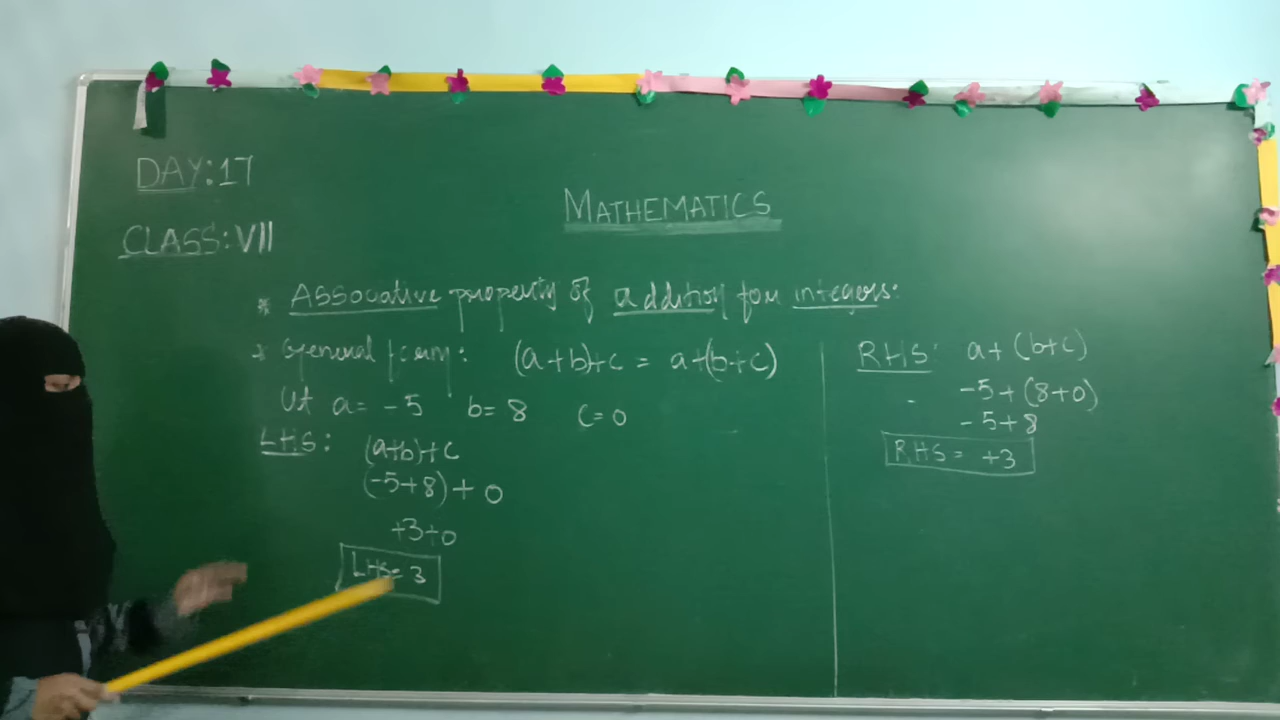 DAY:17
MATHEMATICS
CLASS:VII
* Associative property of addition for integers:
* General form: (a+b)+c = a+(b+c)
Let a= -5 b= 8 c=0
LHS: (a+b)+c
(-5+8)+0
+3+0
LHS= 3
RHS: a+(b+c)
-5+(8+0)
-5+8
RHS= +3